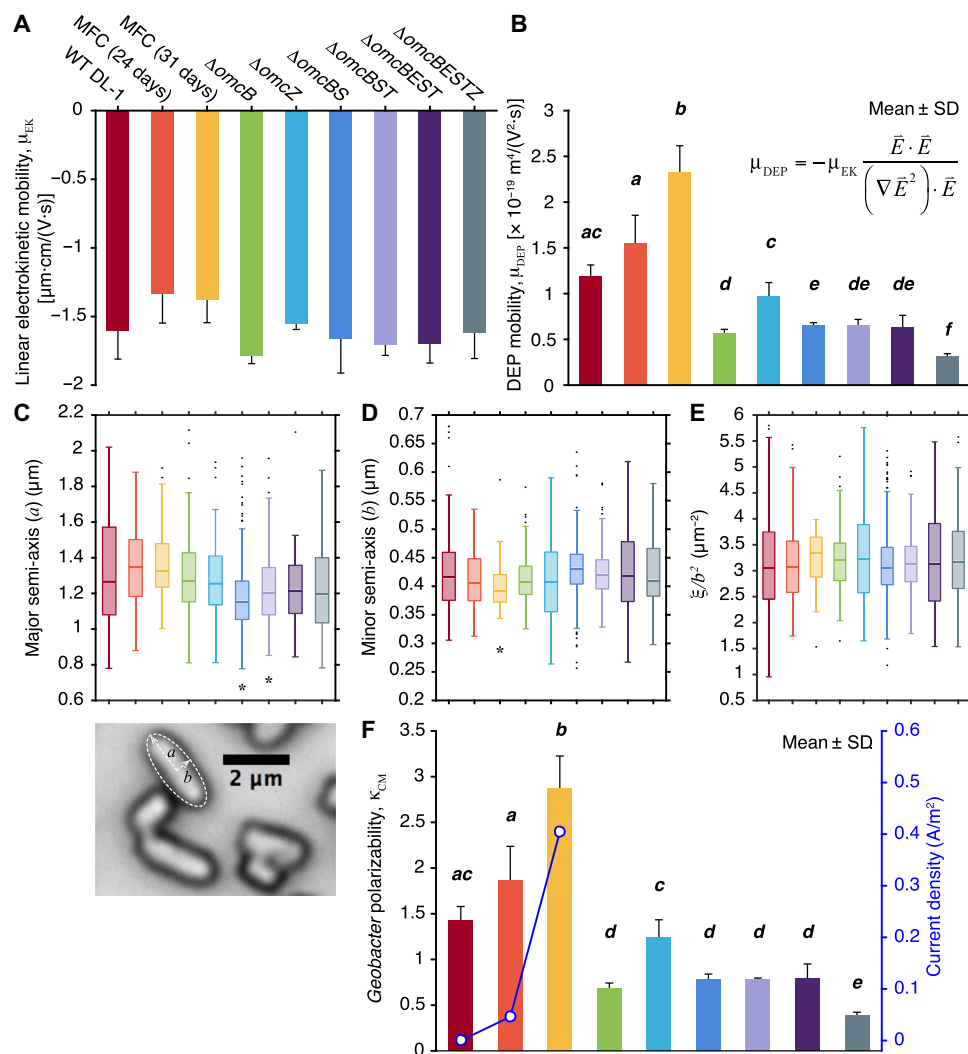 A
WT DL-1
MFC (24 days)
MFC (31 days)
ΔomcB
ΔomcZ
ΔomcBS
ΔomcBST
ΔomcBEST
ΔomcBESTZ
Linear electrokinetic mobility, μEK
[μm·cm/(V·s)]
0
−0.5
−1
−1.5
−2
B
DEP mobility, μDEP [× 10−19 m4/(V2·s)]
3
2.5
2
1.5
1
0.5
0
Mean ± SD
μDEP = −μEK E⃗ · E⃗ / (∇E⃗2) · E⃗
ac
a
b
d
c
e
de
de
f
C
Major semi-axis (a) (μm)
2.2
2
1.8
1.6
1.4
1.2
1
0.8
0.6
* *
D
Minor semi-axis (b) (μm)
0.7
0.65
0.6
0.55
0.5
0.45
0.4
0.35
0.3
0.25
0.2
*
E
ξ/b2 (μm−2)
6
5.5
5
4.5
4
3.5
3
2.5
2
1.5
0.5
a
b
2 μm
F
Geobacter polarizability, κCM
3.5
3
2.5
2
1.5
1
0.5
0
Mean ± SD
ac
a
b
d
c
d
d
d
e
0.6
0.5
0.4
0.3
0.2
0.1
0
Current density (A/m2)